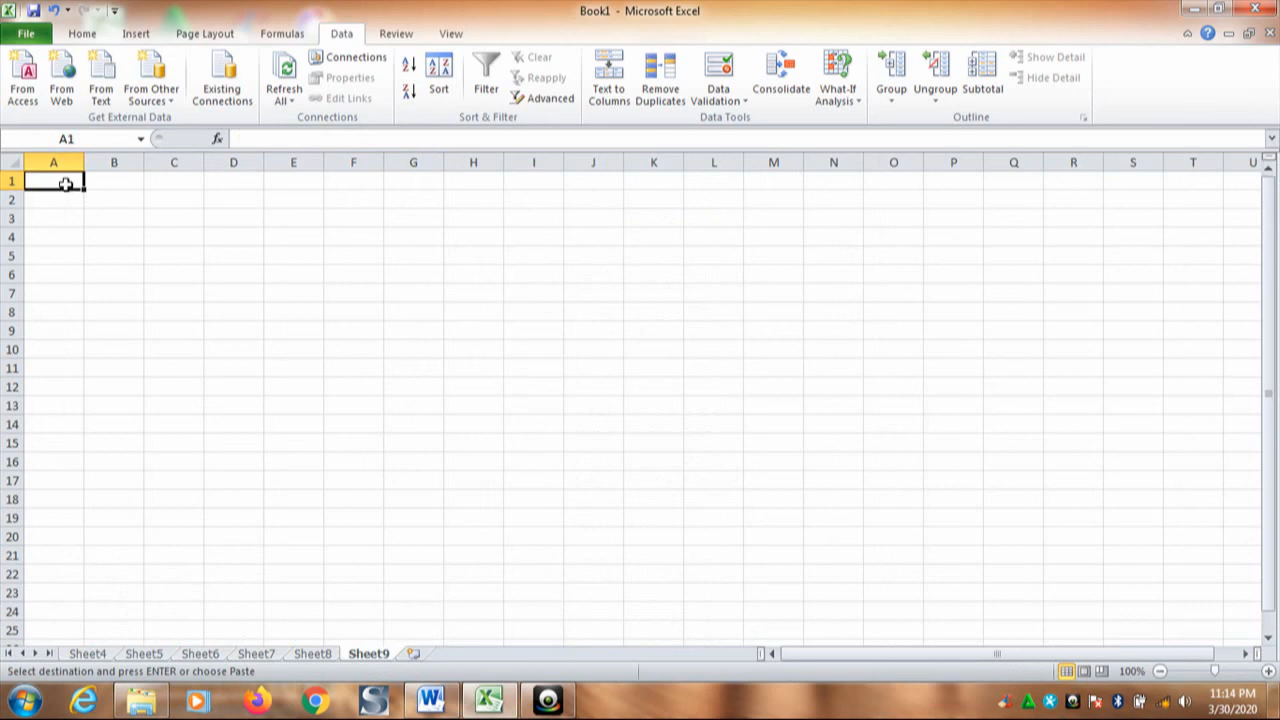 Book1 - Microsoft Excel
File Home Insert Page Layout Formulas Data Review View
From Access
From Web
From Text
From Other Sources
Existing Connections
Get External Data
Refresh All
Connections
Properties
Edit Links
Connections
Sort
Filter
Clear
Reapply
Advanced
Sort & Filter
Text to Columns
Remove Duplicates
Data Validation
Consolidate
What-If Analysis
Data Tools
Group
Ungroup
Subtotal
Show Detail
Hide Detail
Outline
A1 fx
A B C D E F G H I J K L M N O P Q R S T U
1
2
3
4
5
6
7
8
9
10
11
12
13
14
15
16
17
18
19
20
21
22
23
24
25
Sheet4 Sheet5 Sheet6 Sheet7 Sheet8 Sheet9
Select destination and press ENTER or choose Paste
100%
11:14 PM
3/30/2020